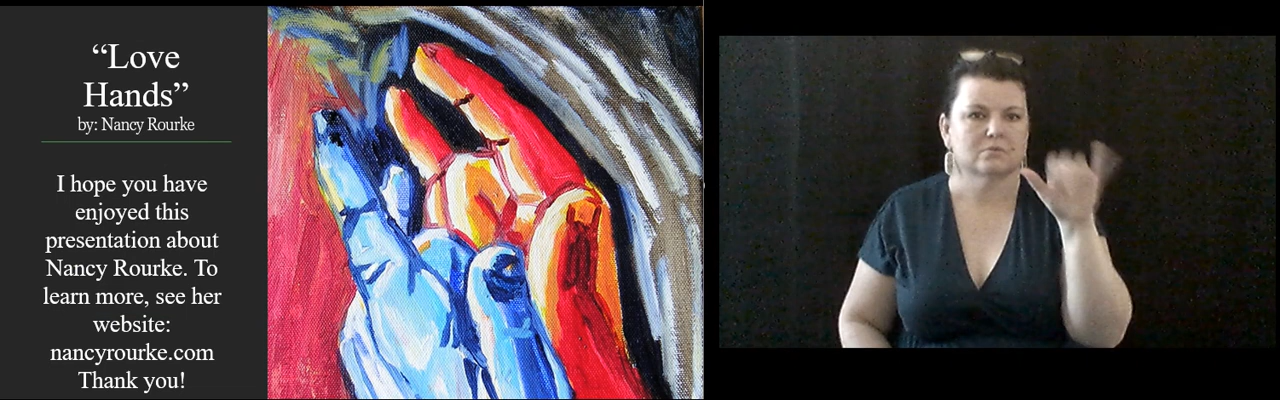 “Love
Hands”
by: Nancy Rourke
I hope you have
enjoyed this
presentation about
Nancy Rourke. To
learn more, see her
website:
nancyrourke.com
Thank you!